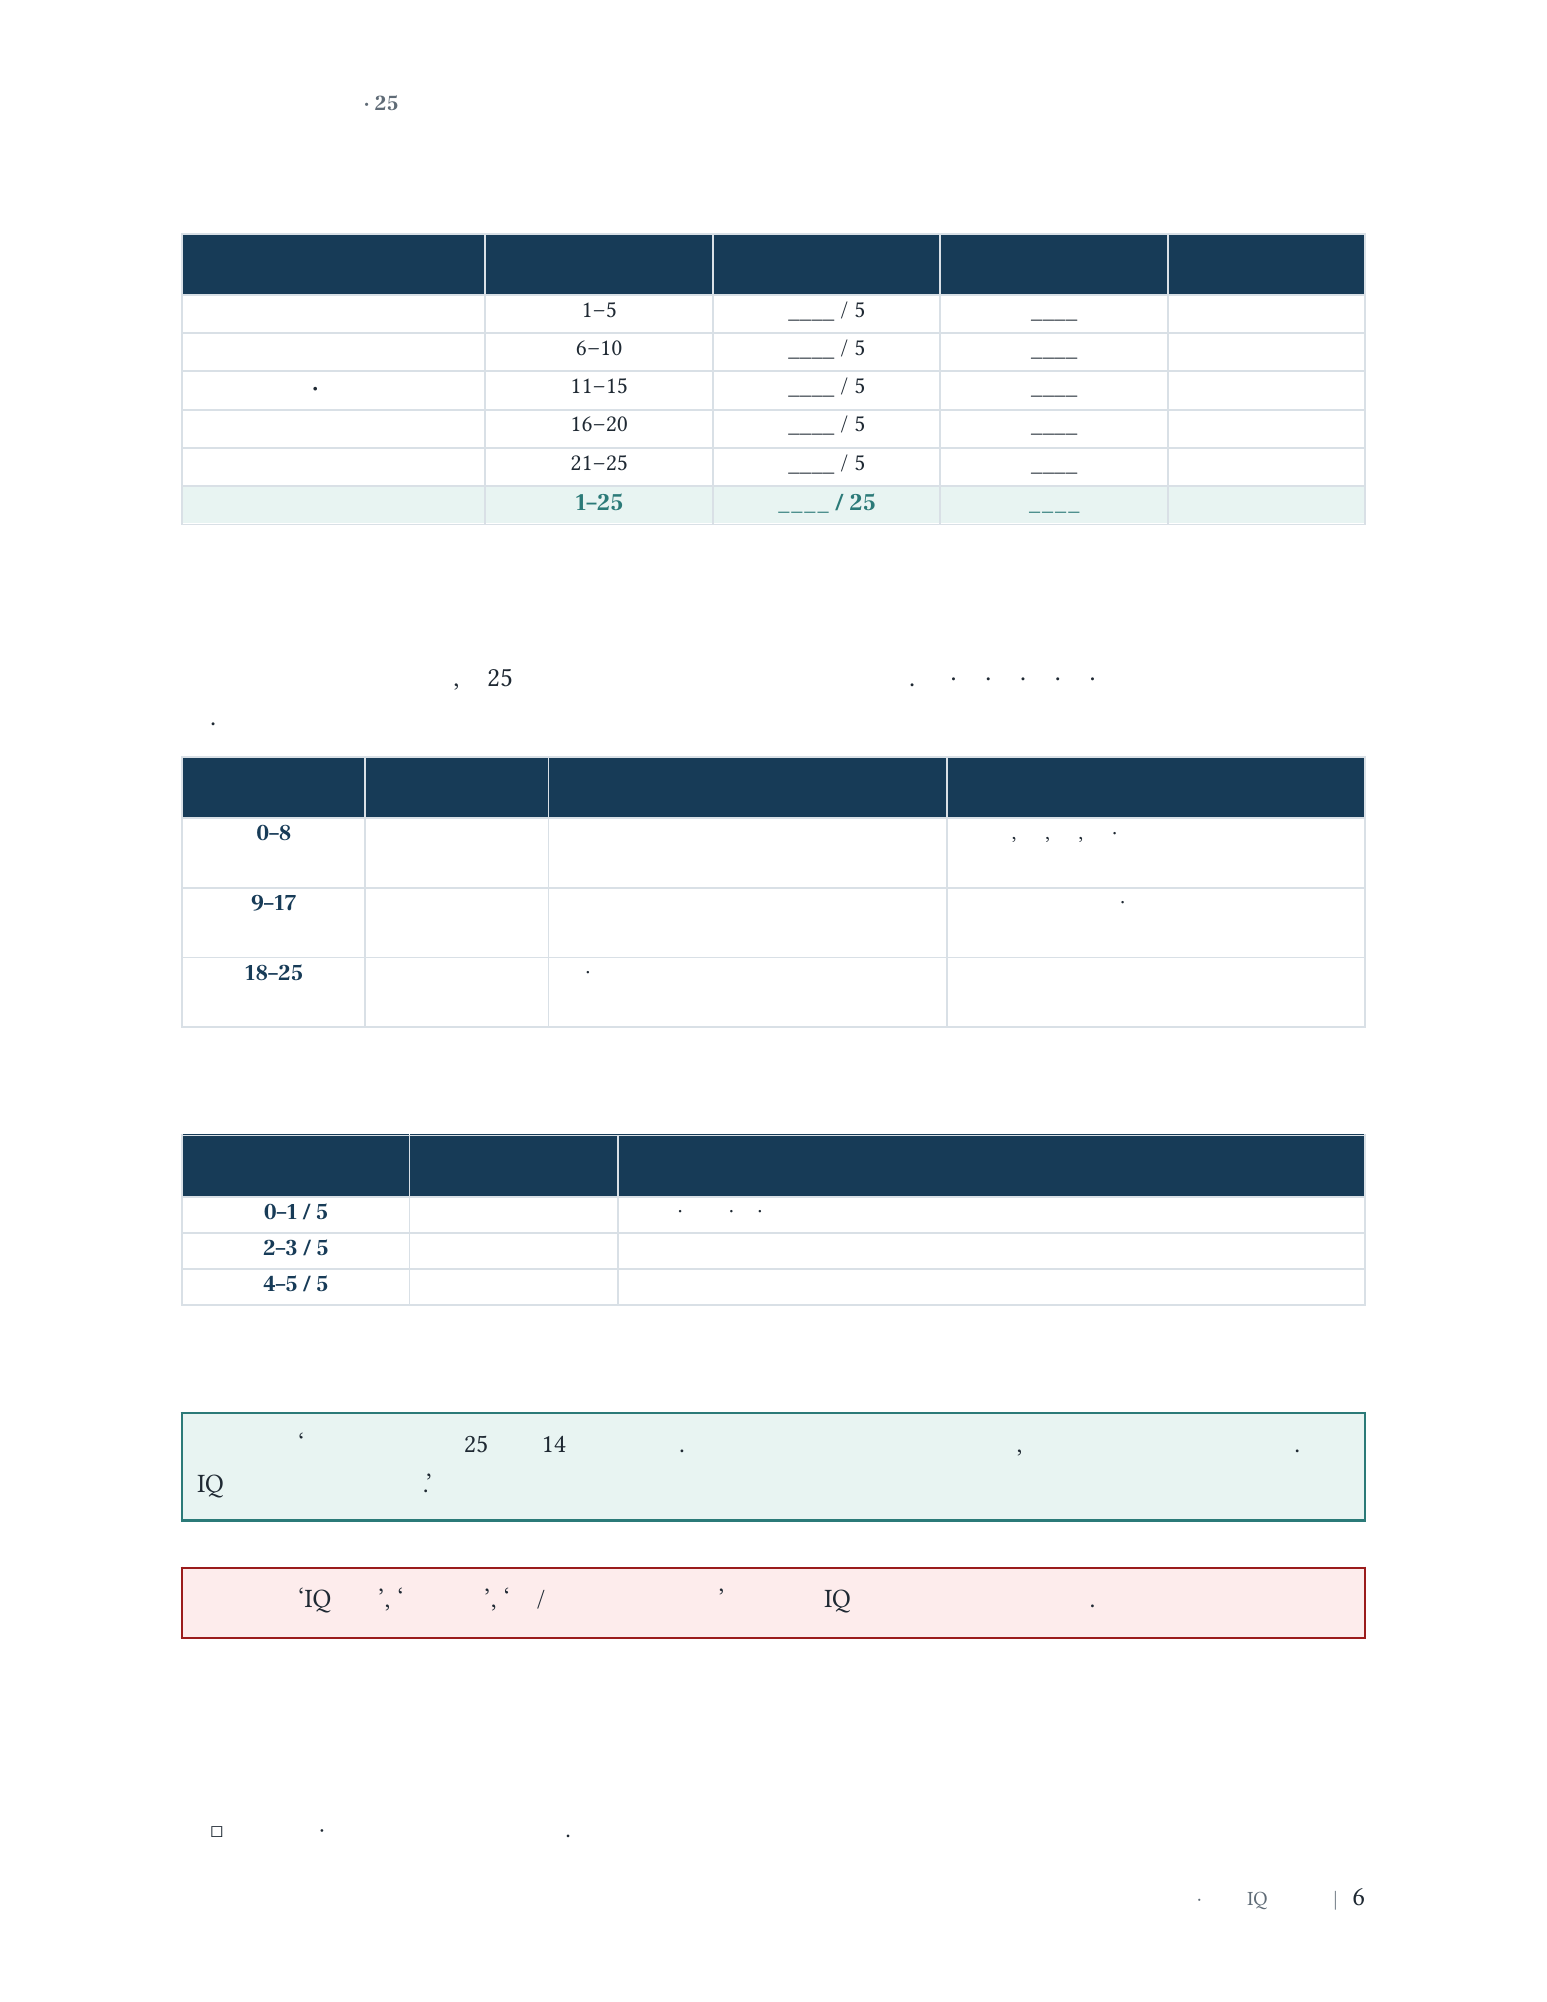 · 25
1–5 ____ / 5 ____
6–10 ____ / 5 ____
· 11–15 ____ / 5 ____
16–20 ____ / 5 ____
21–25 ____ / 5 ____
1–25 ____ / 25 ____
, 25 . · · · · ·
.
0–8 , , , ·
9–17 ·
18–25 ·
0–1 / 5 · · ·
2–3 / 5
4–5 / 5
‘ 25 14 . , .
IQ .’
‘IQ ’, ‘ ’, ‘ / ’ IQ .
□ · .
· IQ | 6